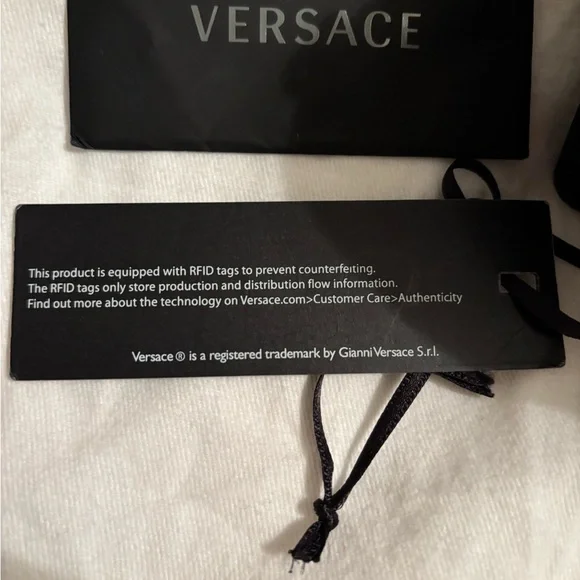 VERSACE
This product is equipped with RFID tags to prevent counterfeiting.
The RFID tags only store production and distribution flow information.
Find out more about the technology on Versace.com>Customer Care>Authenticity
Versace ® is a registered trademark by Gianni Versace S.r.l.